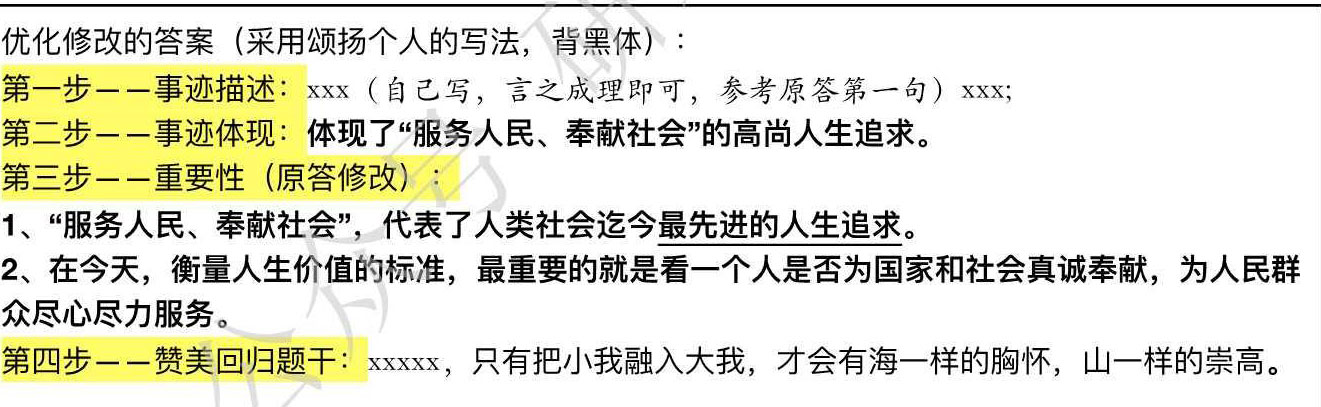 优化修改的答案（采用颂扬个人的写法，背黑体）：
第一步——事迹描述：xxx（自己写，言之成理即可，参考原答第一句）xxx;
第二步——事迹体现：体现了“服务人民、奉献社会”的高尚人生追求。
第三步——重要性（原答修改）：
1、“服务人民、奉献社会”，代表了人类社会迄今最先进的人生追求。
2、在今天，衡量人生价值的标准，最重要的就是看一个人是否为国家和社会真诚奉献，为人民群
众尽心尽力服务。
第四步——赞美回归题干：xxxxx，只有把小我融入大我，才会有海一样的胸怀，山一样的崇高。
公众号 研